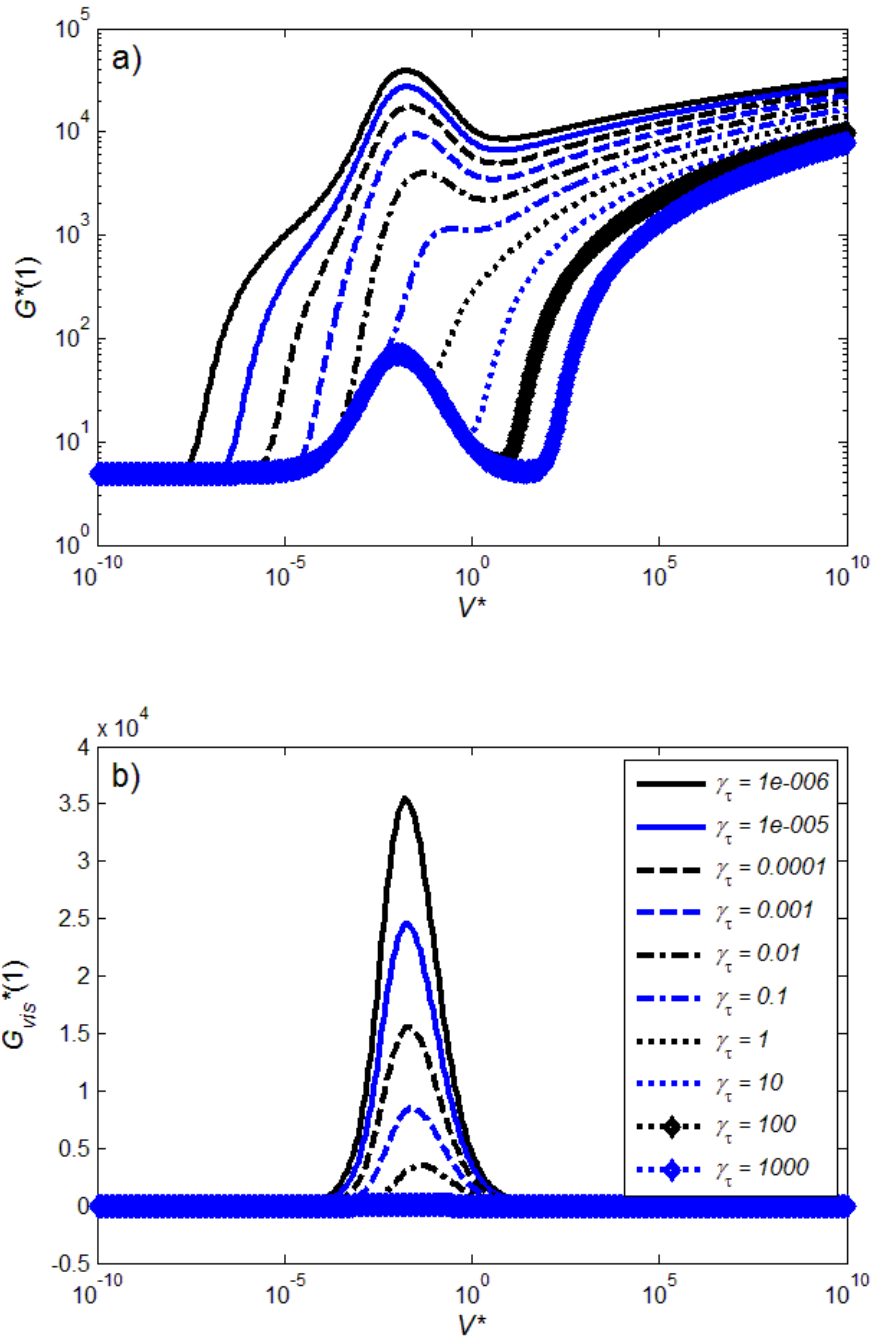 a)
10^5
10^4
10^3
10^2
10^1
10^0
G*(1)
10^-10
10^-5
10^0
10^5
10^10
V*
x 10^4
b)
4
3.5
3
2.5
2
1.5
1
0.5
0
-0.5
G_vis*(1)
γ_τ = 1e-006
γ_τ = 1e-005
γ_τ = 0.0001
γ_τ = 0.001
γ_τ = 0.01
γ_τ = 0.1
γ_τ = 1
γ_τ = 10
γ_τ = 100
γ_τ = 1000
10^-10
10^-5
10^0
10^5
10^10
V*